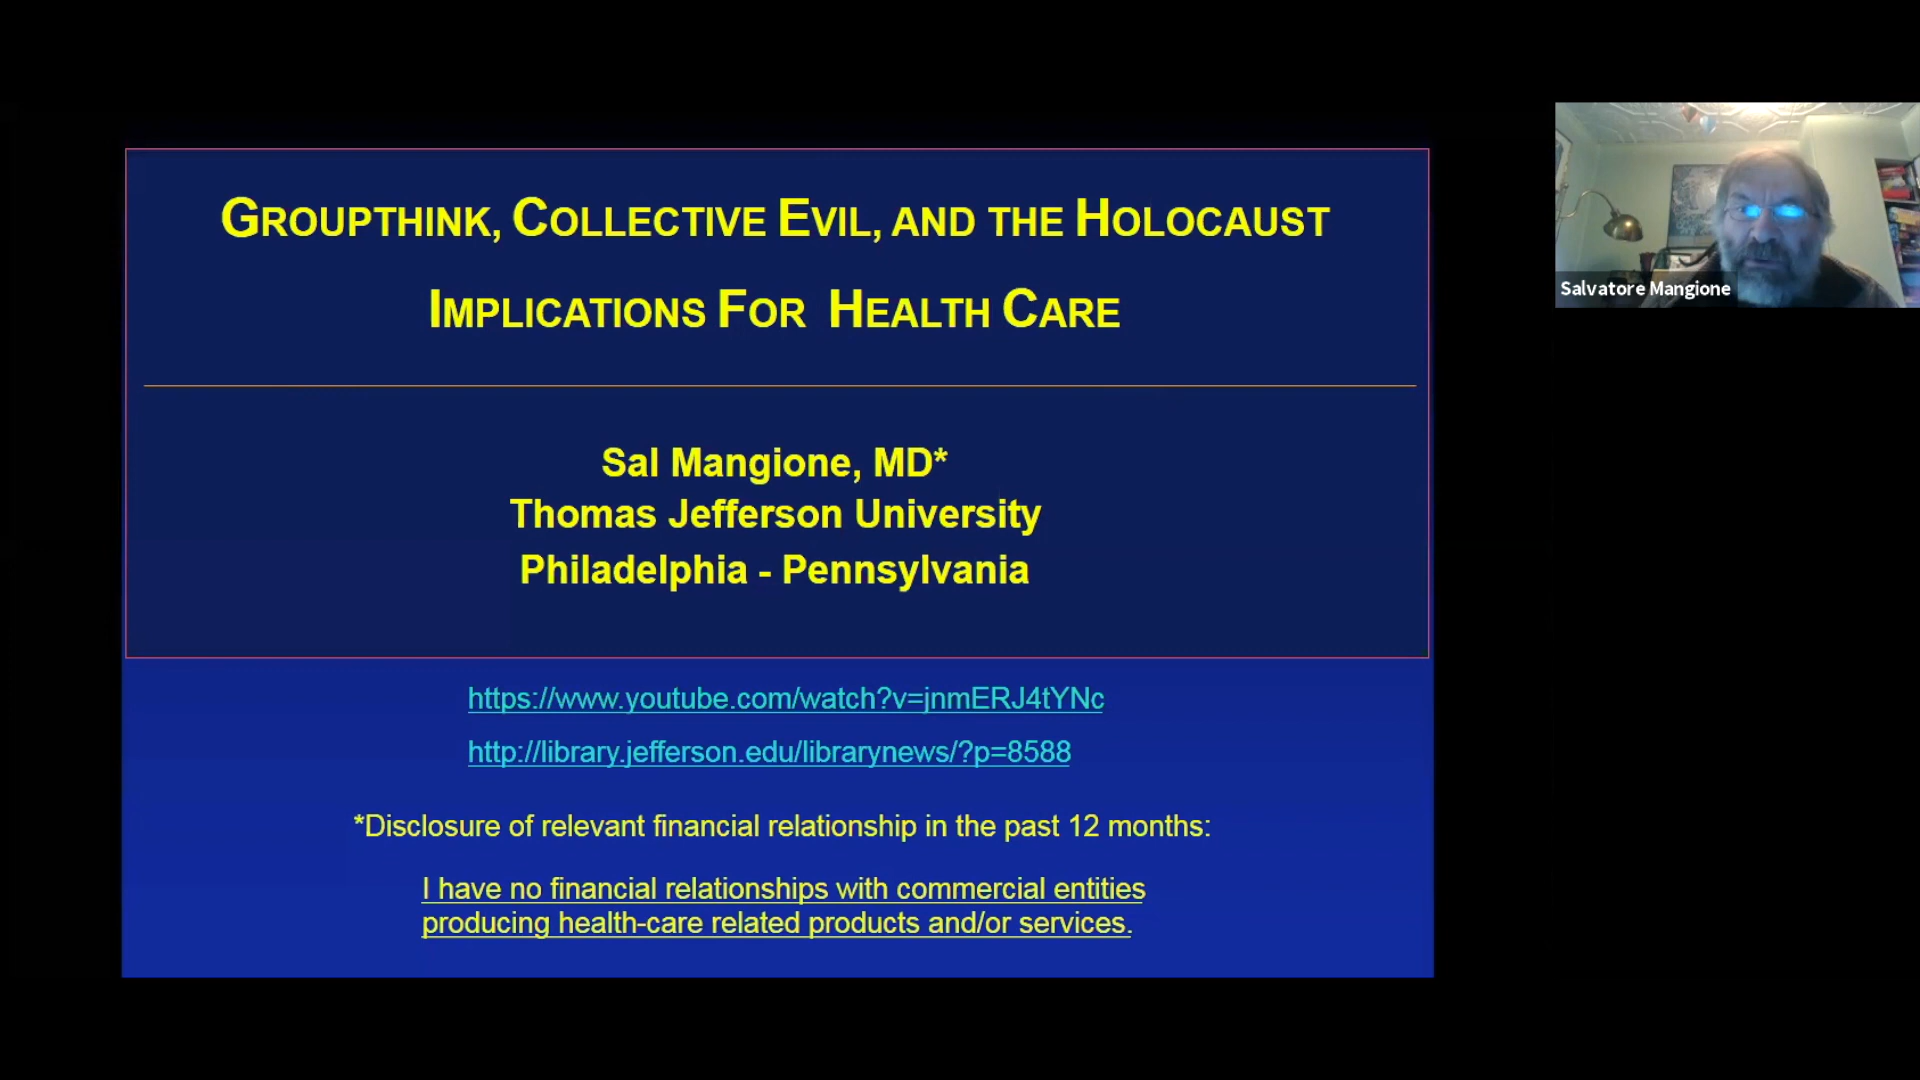 GROUPTHINK, COLLECTIVE EVIL, AND THE HOLOCAUST
IMPLICATIONS FOR HEALTH CARE
Sal Mangione, MD*
Thomas Jefferson University
Philadelphia - Pennsylvania
https://www.youtube.com/watch?v=jnmERJ4tYNc
http://library.jefferson.edu/librarynews/?p=8588
*Disclosure of relevant financial relationship in the past 12 months:
I have no financial relationships with commercial entities
producing health-care related products and/or services.
Salvatore Mangione